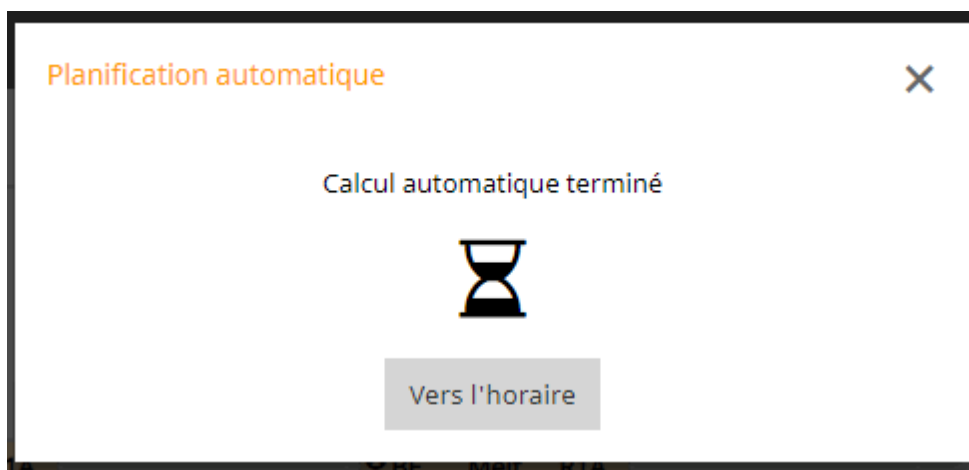 Planification automatique
Calcul automatique terminé
Vers l'horaire